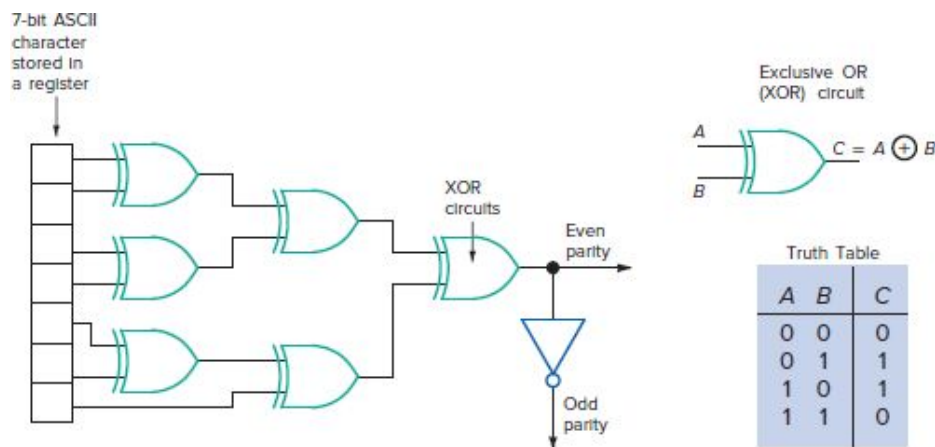 7-bit ASCII
character
stored in
a register
XOR
circuits
Even
parity
Odd
parity
Exclusive OR
(XOR) circuit
A
B
C = A ⊕ B
Truth Table
A B C
0 0 0
0 1 1
1 0 1
1 1 0